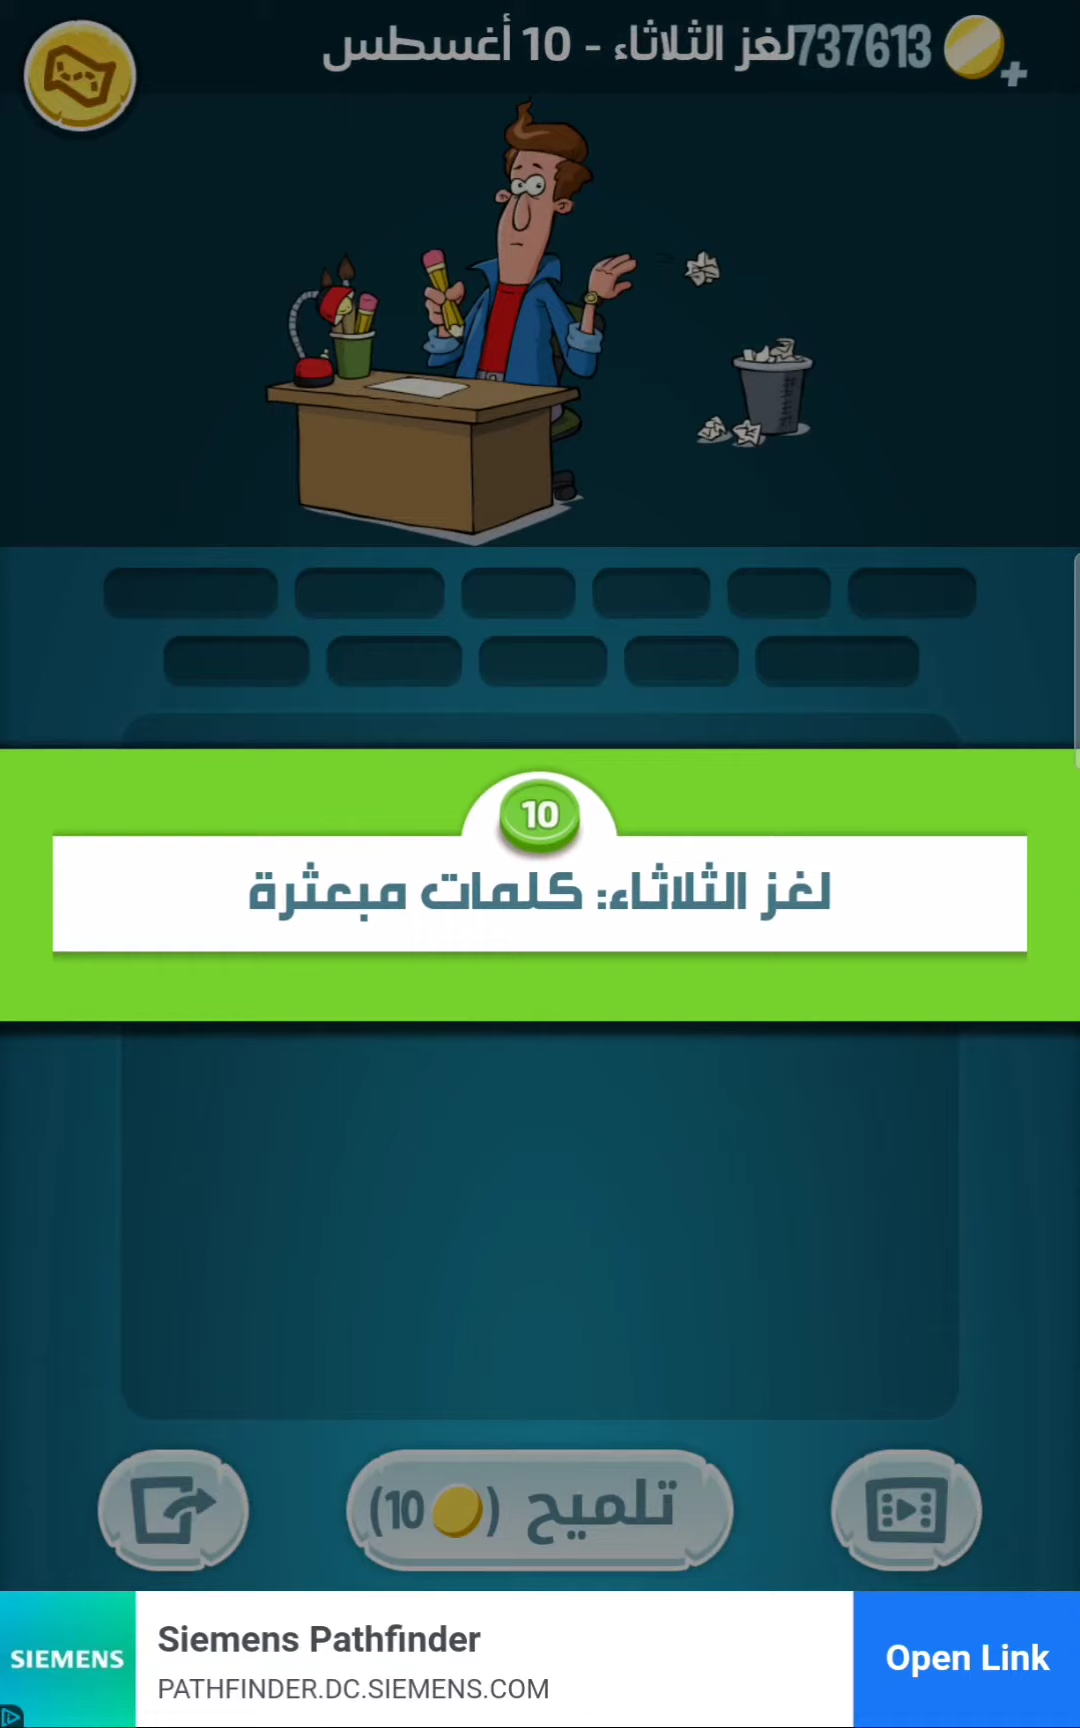 لغز الثلاثاء - 10 أغسطس
737613
10
لغز الثلاثاء: كلمات مبعثرة
تلميح (10)
SIEMENS
Siemens Pathfinder
PATHFINDER.DC.SIEMENS.COM
Open Link